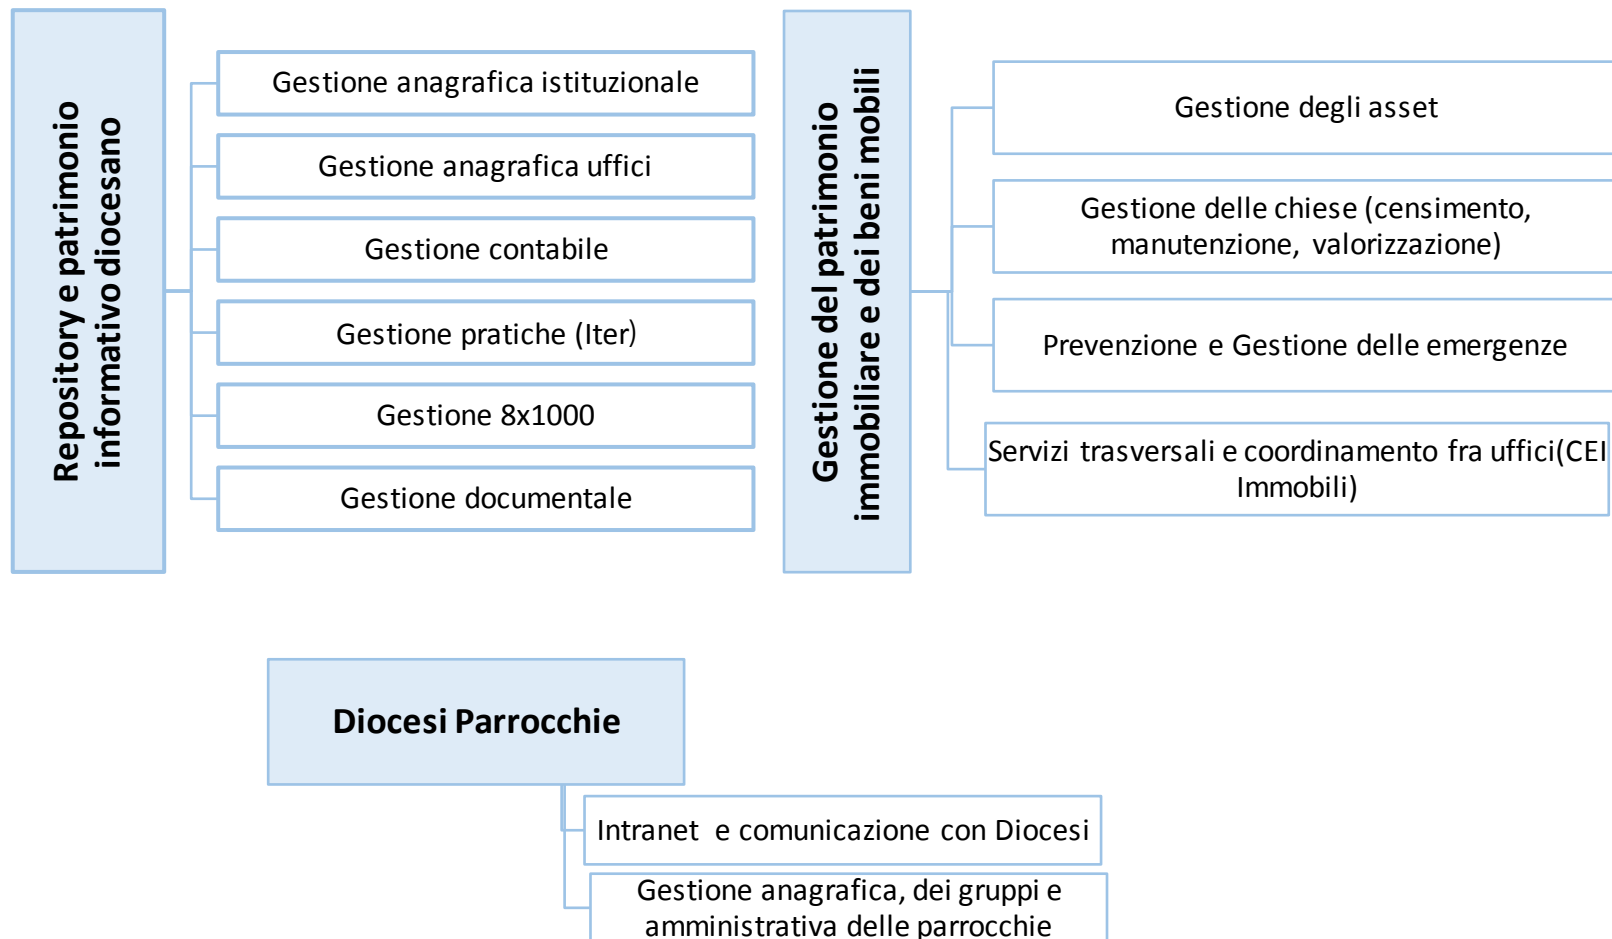 Repository e patrimonio
informativo diocesano
Gestione anagrafica istituzionale
Gestione anagrafica uffici
Gestione contabile
Gestione pratiche (Iter)
Gestione 8x1000
Gestione documentale
Gestione del patrimonio
immobiliare e dei beni mobili
Gestione degli asset
Gestione delle chiese (censimento,
manutenzione, valorizzazione)
Prevenzione e Gestione delle emergenze
Servizi trasversali e coordinamento fra uffici(CEI
Immobili)
Diocesi Parrocchie
Intranet e comunicazione con Diocesi
Gestione anagrafica, dei gruppi e
amministrativa delle parrocchie